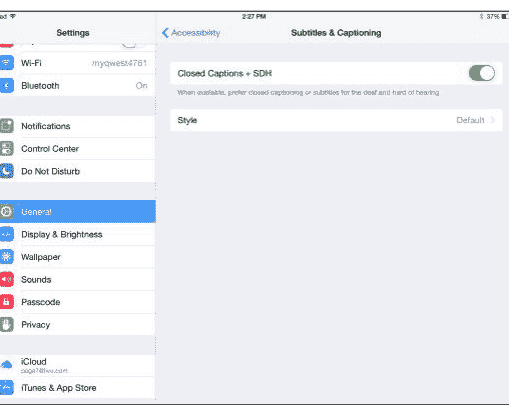 2:27 PM
37%
Settings
Accessibility
Subtitles & Captioning
Wi-Fi
Bluetooth On
Notifications
Control Center
Do Not Disturb
General
Display & Brightness
Wallpaper
Sounds
Passcode
Privacy
iCloud
iTunes & App Store
Closed Captions + SDH
When available, prefer closed captioning or subtitles for the deaf and hard of hearing
Style Default